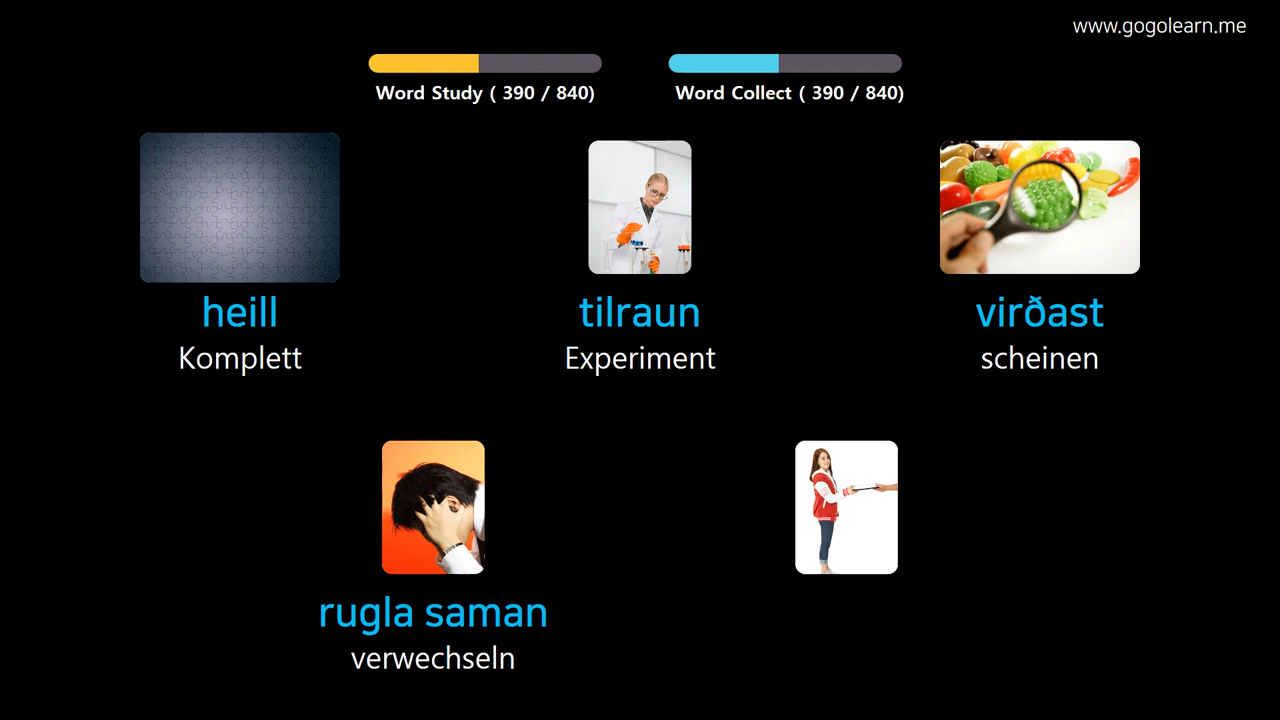 www.gogolearn.me
Word Study ( 390 / 840)
Word Collect ( 390 / 840)
heill
Komplett
tilraun
Experiment
virðast
scheinen
rugla saman
verwechseln